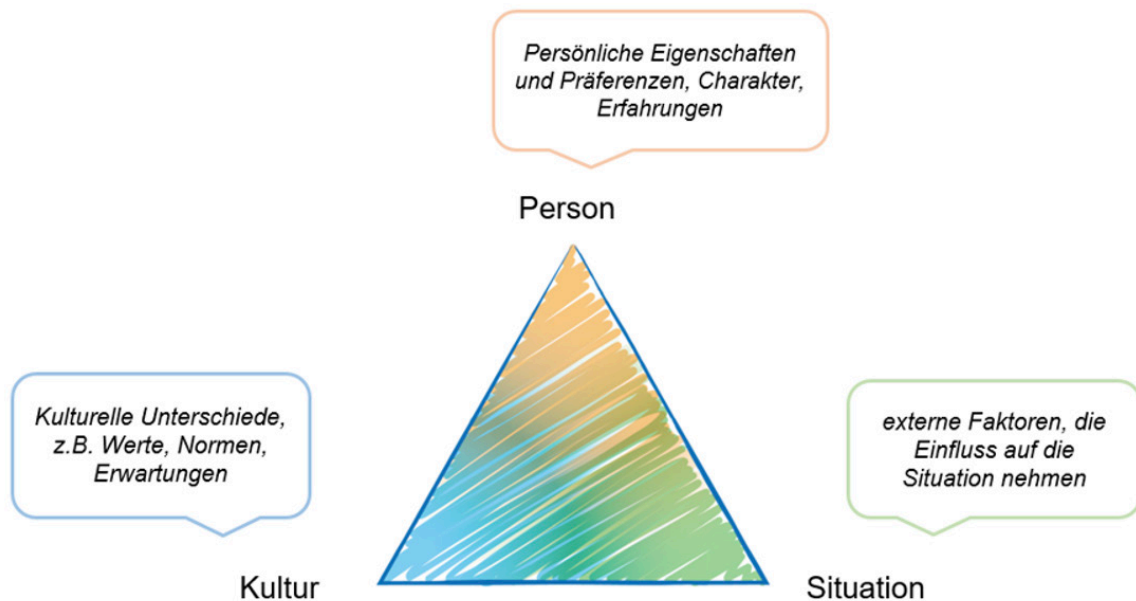 Persönliche Eigenschaften
und Präferenzen, Charakter,
Erfahrungen
Person
Kulturelle Unterschiede,
z.B. Werte, Normen,
Erwartungen
externe Faktoren, die
Einfluss auf die
Situation nehmen
Kultur
Situation